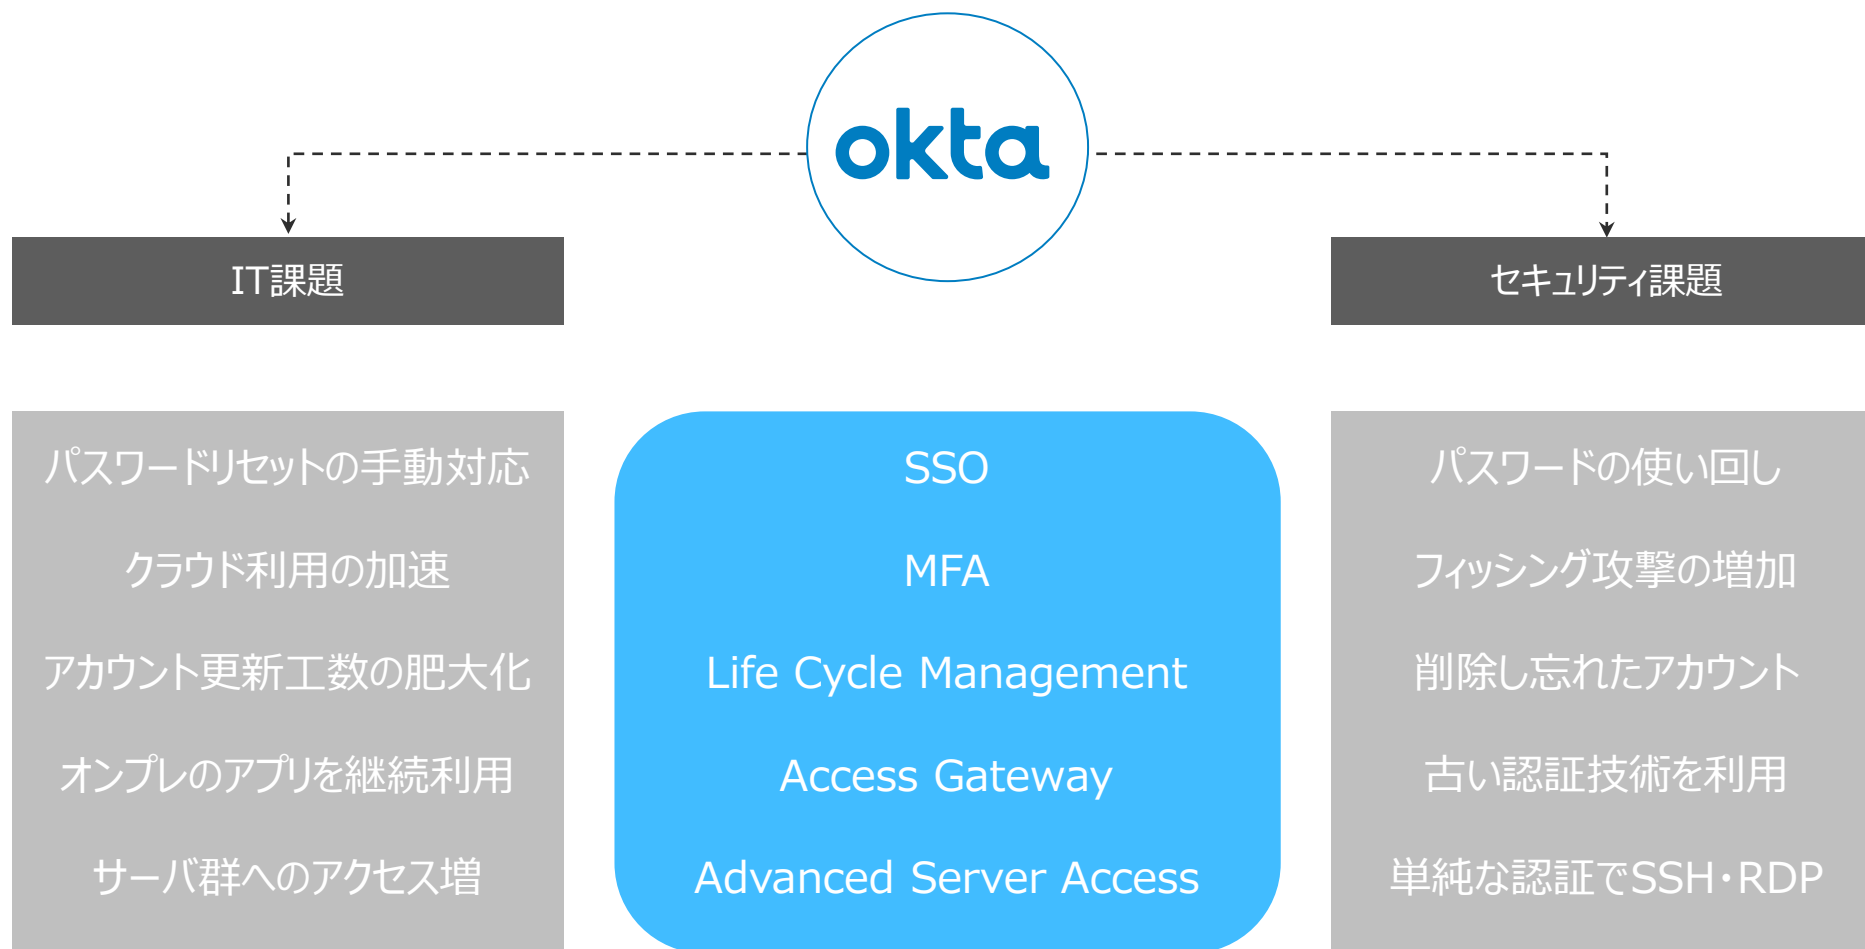 okta
IT課題
セキュリティ課題
パスワードリセットの手動対応
クラウド利用の加速
アカウント更新工数の肥大化
オンプレのアプリを継続利用
サーバ群へのアクセス増
SSO
MFA
Life Cycle Management
Access Gateway
Advanced Server Access
パスワードの使い回し
フィッシング攻撃の増加
削除し忘れたアカウント
古い認証技術を利用
単純な認証でSSH・RDP